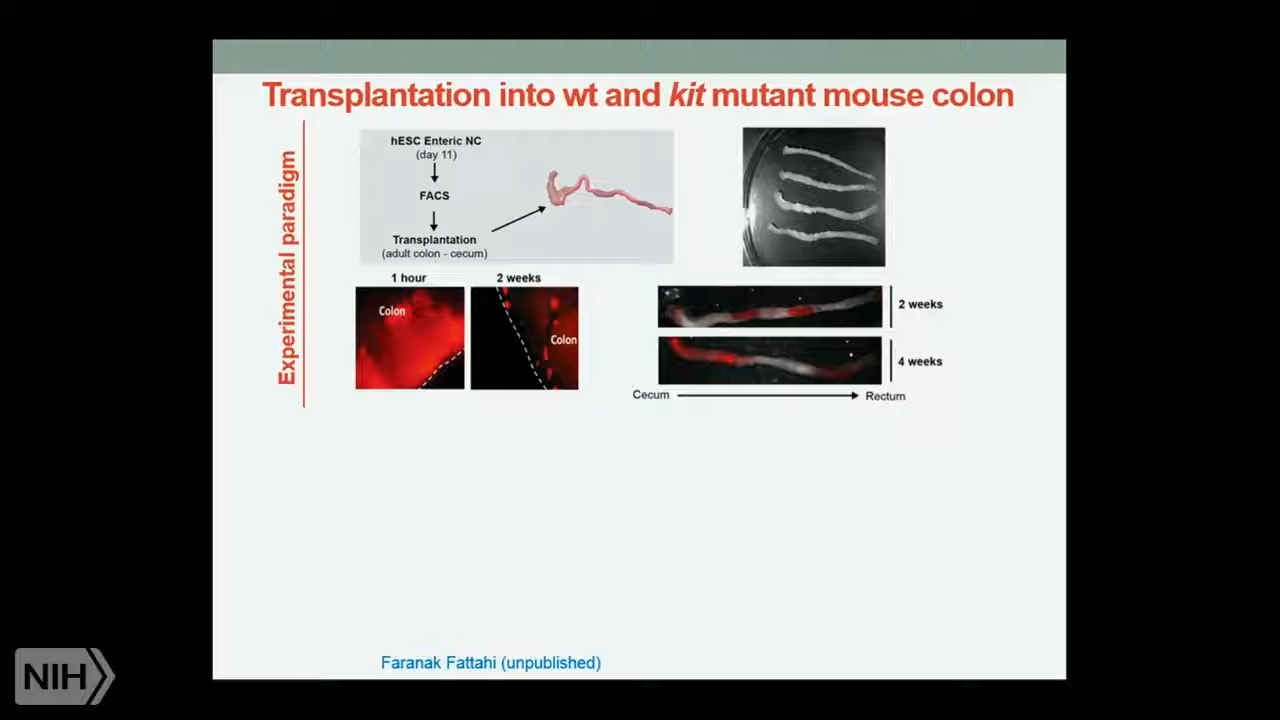 Transplantation into wt and kit mutant mouse colon
Experimental paradigm
hESC Enteric NC
(day 11)
FACS
Transplantation
(adult colon - cecum)
1 hour
2 weeks
Colon
Colon
2 weeks
4 weeks
Cecum
Rectum
Faranak Fattahi (unpublished)
NIH